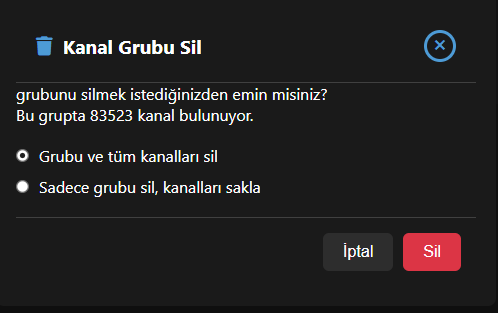 Kanal Grubu Sil
grubunu silmek istediğinizden emin misiniz?
Bu grupta 83523 kanal bulunuyor.
Grubu ve tüm kanalları sil
Sadece grubu sil, kanalları sakla
İptal
Sil